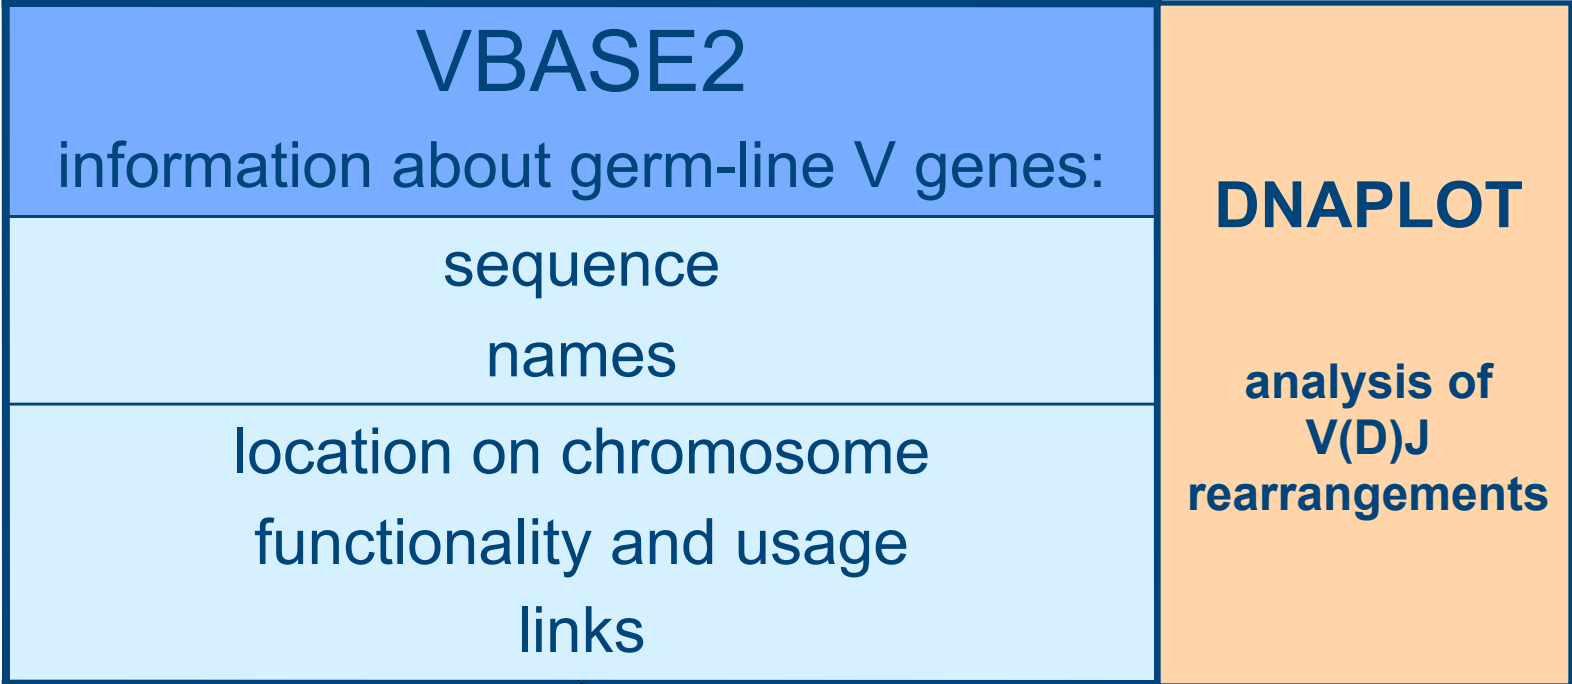 VBASE2
information about germ-line V genes:
sequence
names
location on chromosome
functionality and usage
links
DNAPLOT
analysis of
V(D)J
rearrangements